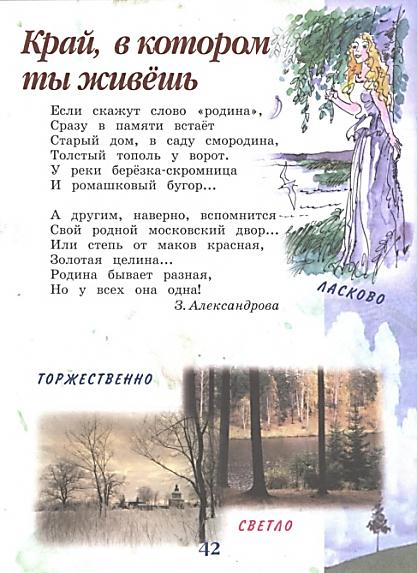 Край, в котором
ты живёшь
Если скажут слово «родина»,
Сразу в памяти встаёт
Старый дом, в саду смородина,
Толстый тополь у ворот.
У реки берёзка-скромница
И ромашковый бугор...
А другим, наверно, вспомнится
Свой родной московский двор...
Или степь от маков красная,
Золотая целина...
Родина бывает разная,
Но у всех она одна!
З. Александрова
ЛАСКОВО
ТОРЖЕСТВЕННО
СВЕТЛО
42